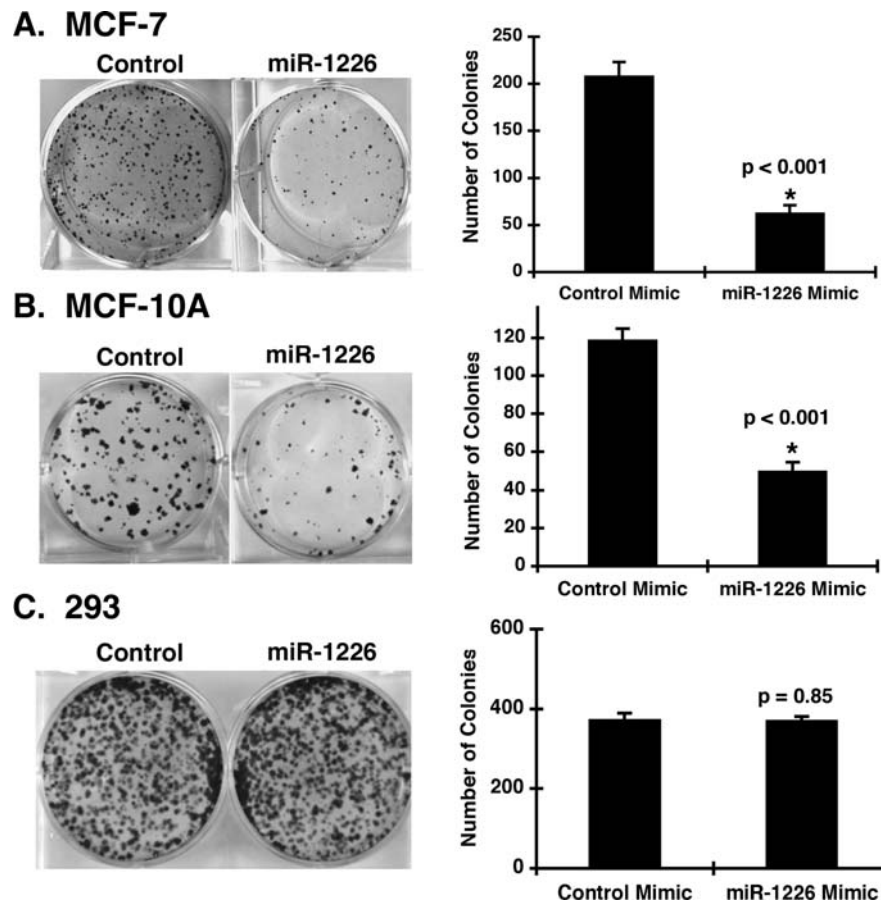 A. MCF-7
Control miR-1226
Number of Colonies
250
200
150
100
50
0
p < 0.001
*
Control Mimic miR-1226 Mimic
B. MCF-10A
Control miR-1226
Number of Colonies
120
100
80
60
40
20
0
p < 0.001
*
Control Mimic miR-1226 Mimic
C. 293
Control miR-1226
Number of Colonies
600
400
200
0
p = 0.85
Control Mimic miR-1226 Mimic